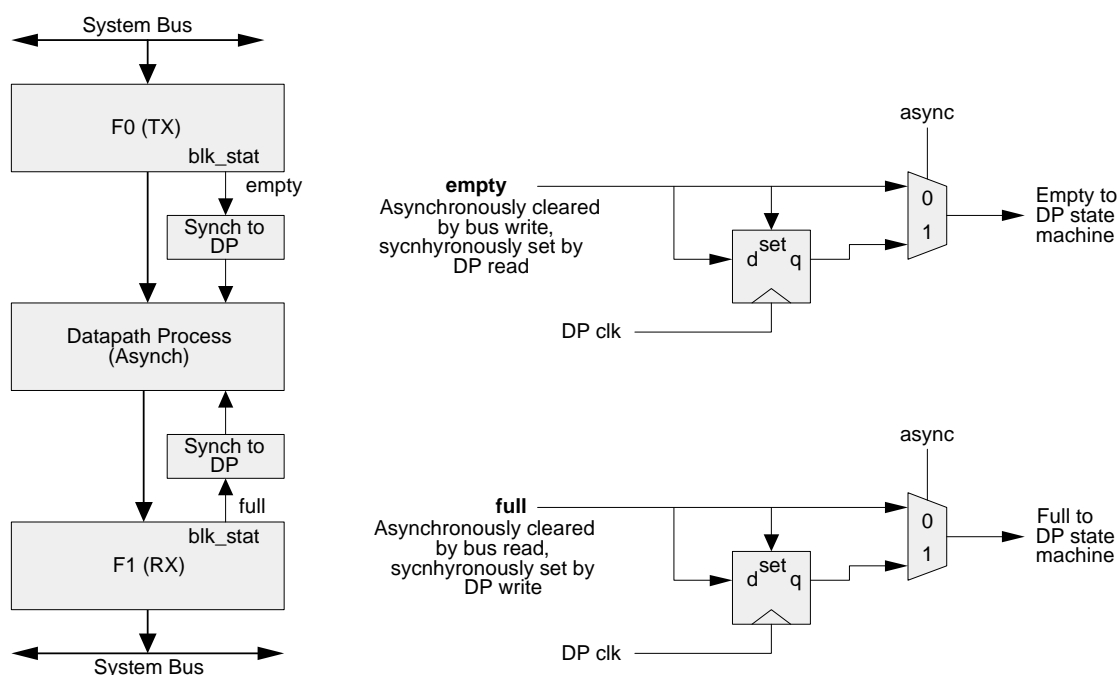 System Bus
F0 (TX)
blk_stat
empty
Synch to
DP
Datapath Process
(Asynch)
Synch to
DP
full
blk_stat
F1 (RX)
System Bus
async
empty
Asynchronously cleared
by bus write,
sycnhyronously set by
DP read
set
d
q
0
1
Empty to
DP state
machine
DP clk
async
full
Asynchronously cleared
by bus read,
sycnhyronously set by
DP write
set
d
q
0
1
Full to
DP state
machine
DP clk